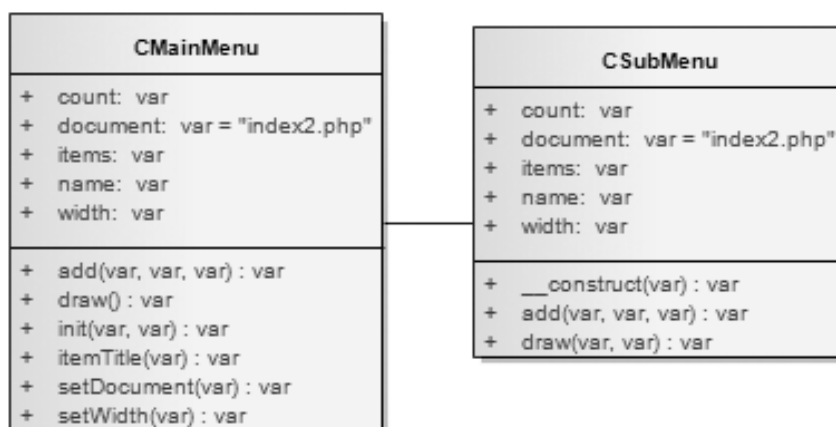 CMainMenu
+ count: var
+ document: var = "index2.php"
+ items: var
+ name: var
+ width: var
+ add(var, var, var) : var
+ draw() : var
+ init(var, var) : var
+ itemTitle(var) : var
+ setDocument(var) : var
+ setWidth(var) : var
CSubMenu
+ count: var
+ document: var = "index2.php"
+ items: var
+ name: var
+ width: var
+ __construct(var) : var
+ add(var, var, var) : var
+ draw(var, var) : var